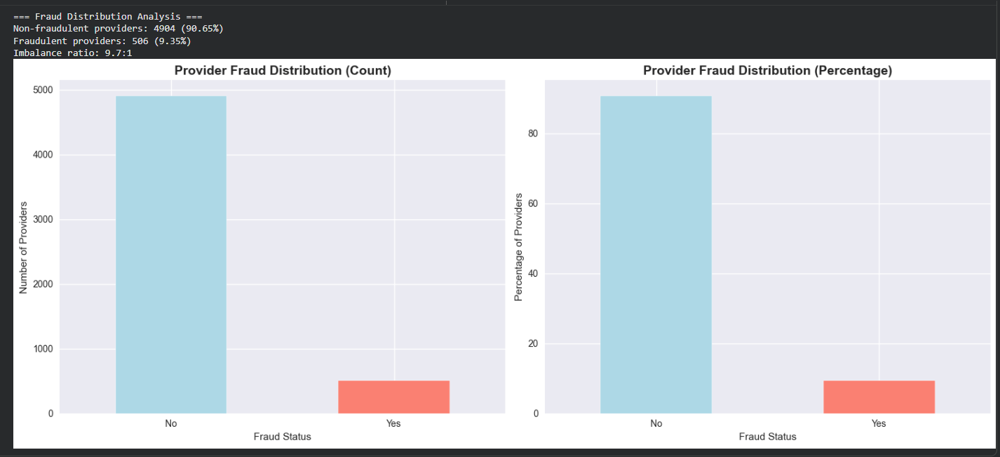 === Fraud Distribution Analysis ===
Non-fraudulent providers: 4904 (90.65%)
Fraudulent providers: 506 (9.35%)
Imbalance ratio: 9.7:1
Provider Fraud Distribution (Count)
5000
4000
3000
2000
1000
0
Number of Providers
No
Yes
Fraud Status
Provider Fraud Distribution (Percentage)
80
60
40
20
0
Percentage of Providers
No
Yes
Fraud Status